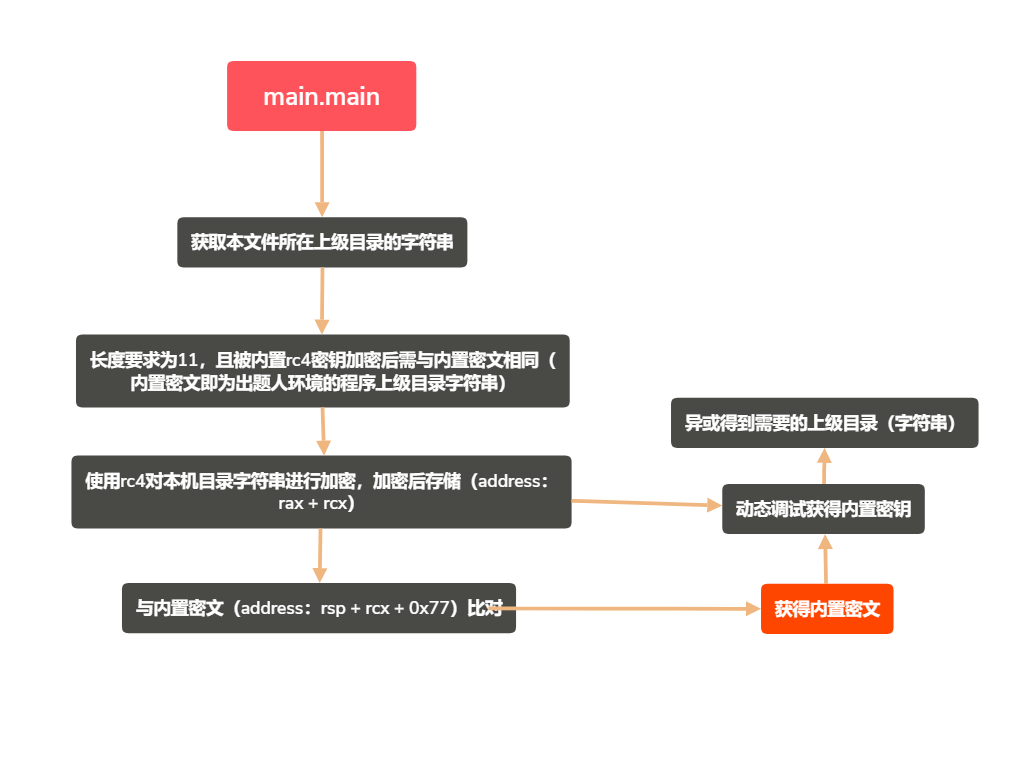 main.main
获取本文件所在上级目录的字符串
长度要求为11，且被内置rc4密钥加密后需与内置密文相同（
内置密文即为出题人环境的程序上级目录字符串）
使用rc4对本机目录字符串进行加密，加密后存储（address：
rax + rcx）
与内置密文（address：rsp + rcx + 0x77）比对
异或得到需要的上级目录（字符串）
动态调试获得内置密钥
获得内置密文